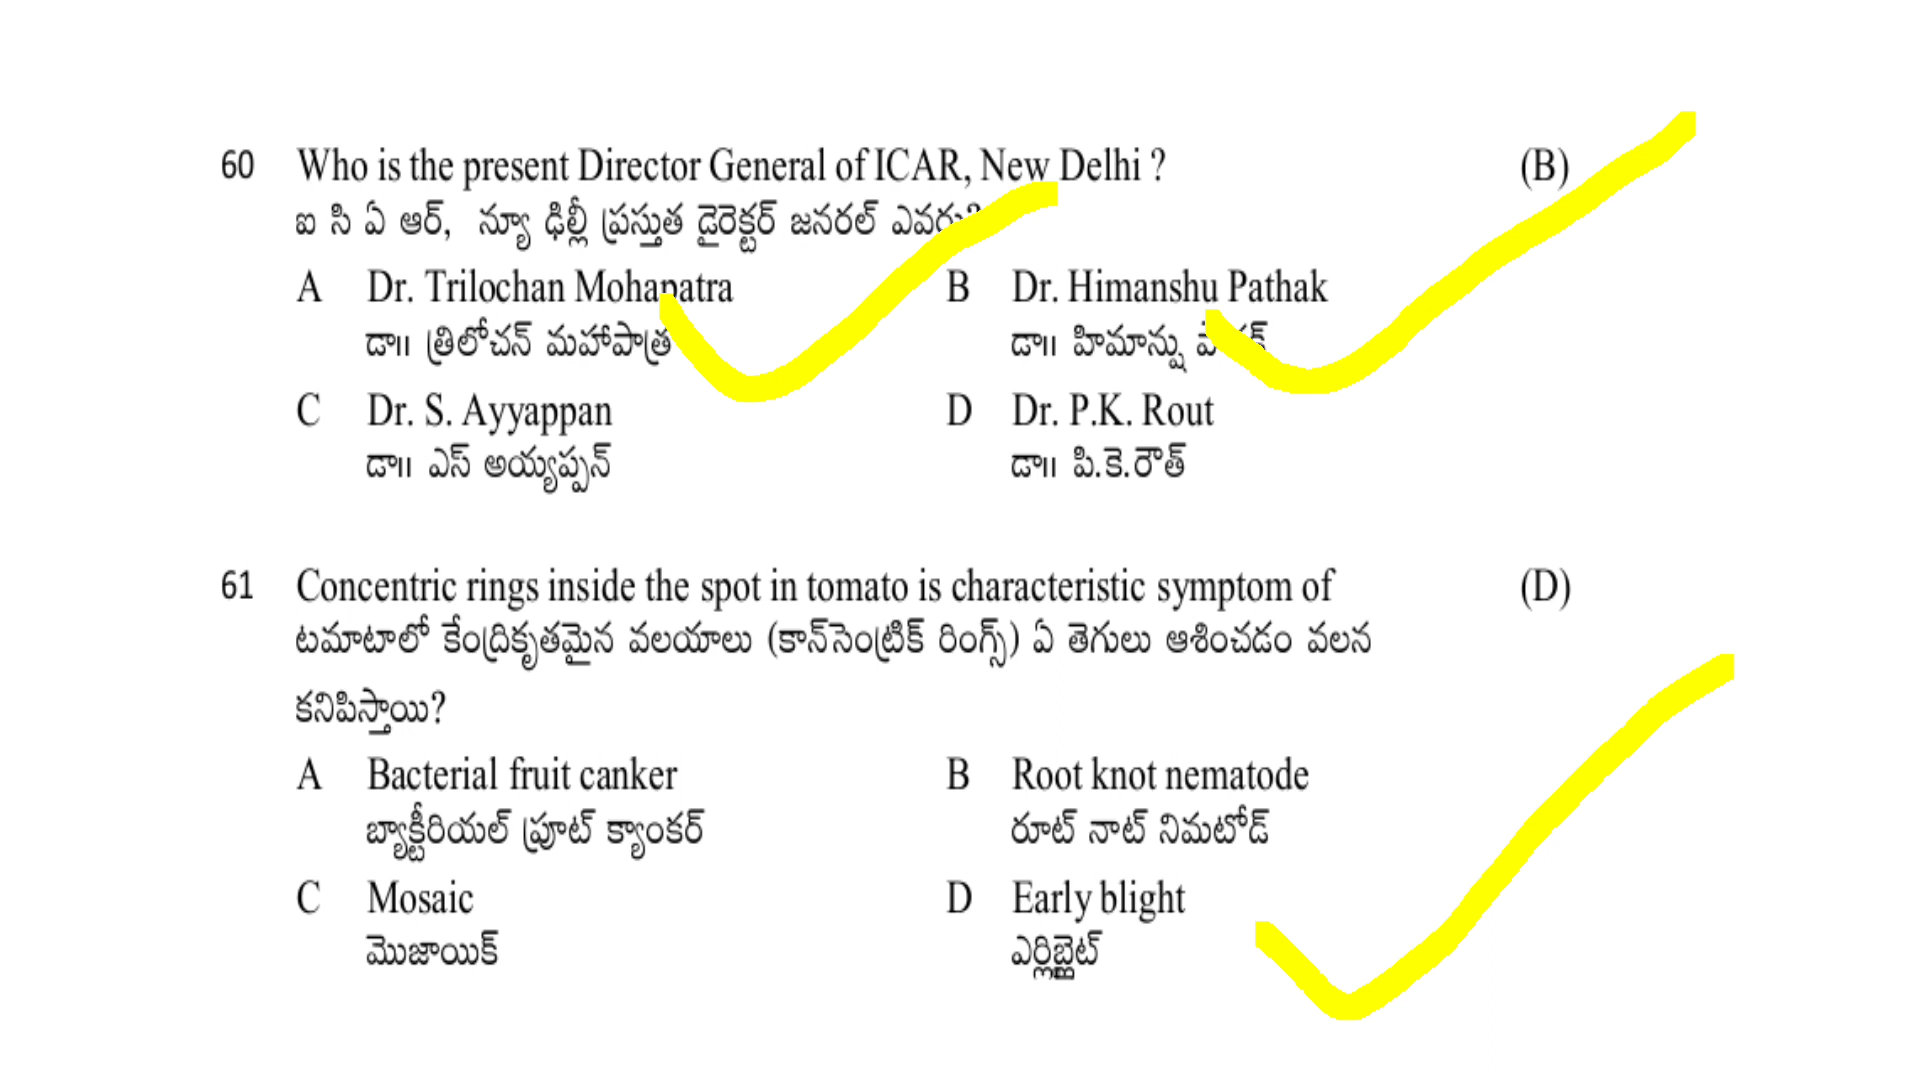 60 Who is the present Director General of ICAR, New Delhi ? (B)
ఐ సి ఏ ఆర్, న్యూ ఢిల్లీ ప్రస్తుత డైరెక్టర్ జనరల్ ఎవరు?
A Dr. Trilochan Mohapatra B Dr. Himanshu Pathak
డా॥ త్రిలోచన్ మహాపాత్ర డా॥ హిమాన్షు
C Dr. S. Ayyappan D Dr. P.K. Rout
డా॥ ఎస్ అయ్యప్పన్ డా॥ పి.కె.రౌత్
61 Concentric rings inside the spot in tomato is characteristic symptom of (D)
టమాటాలో కేంద్రికృతమైన వలయాలు (కాన్‌సెంట్రిక్ రింగ్స్) ఏ తెగులు ఆశించడం వలన
కనిపిస్తాయి?
A Bacterial fruit canker B Root knot nematode
బ్యాక్టీరియల్ ఫ్రూట్ క్యాంకర్ రూట్ నాట్ నిమటోడ్
C Mosaic D Early blight
మొజాయిక్ ఎర్లిబ్లైట్